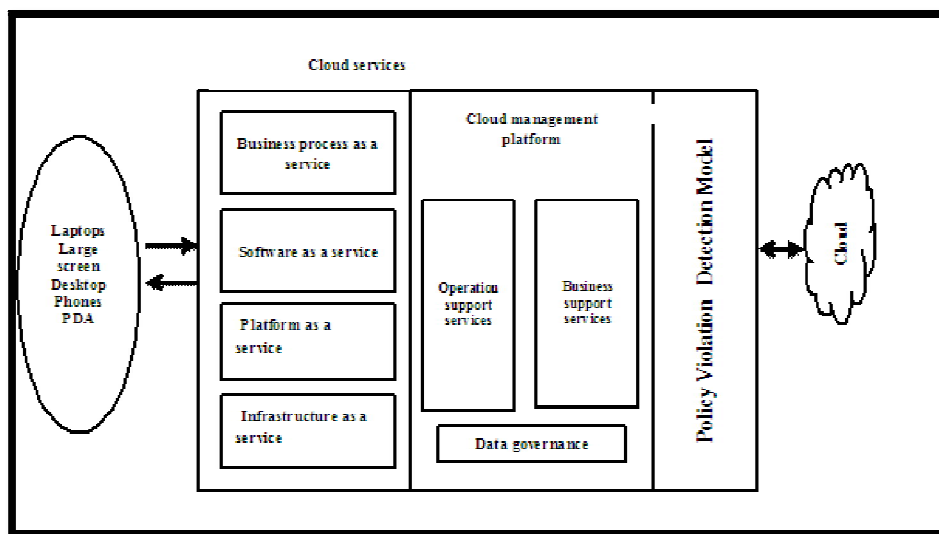 Cloud services
Laptops
Large
screen
Desktop
Phones
PDA
Business process as a
service
Software as a service
Platform as a
service
Infrastructure as a
service
Cloud management
platform
Operation
support
services
Business
support
services
Data governance
Policy Violation Detection Model
Cloud